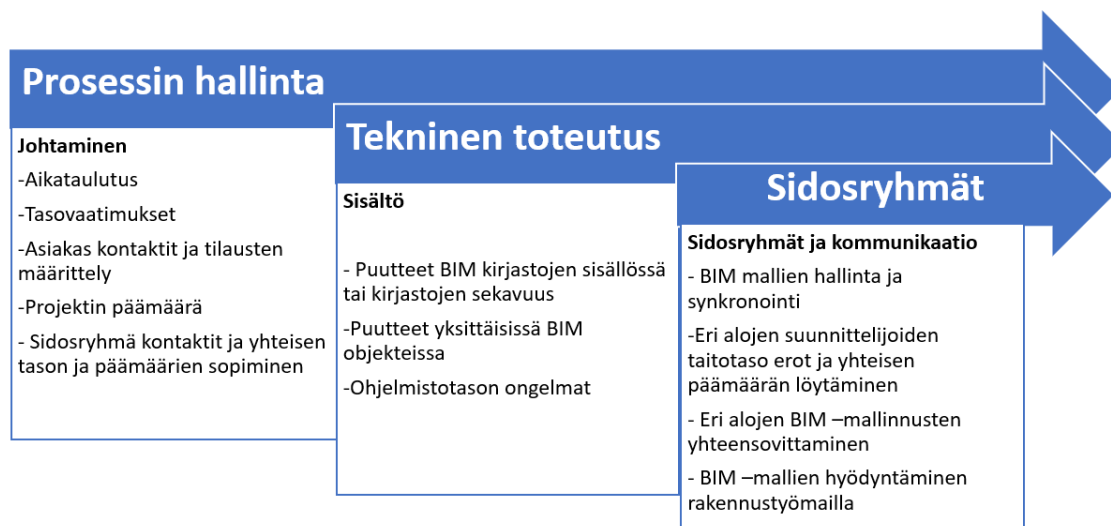 Prosessin hallinta
Johtaminen
-Aikataulutus
-Tasovaatimukset
-Asiakas kontaktit ja tilausten
määrittely
-Projektin päämäärä
- Sidosryhmä kontaktit ja yhteisen
tason ja päämäärien sopiminen
Tekninen toteutus
Sisältö
- Puutteet BIM kirjastojen sisällössä
tai kirjastojen sekavuus
-Puutteet yksittäisissä BIM
objekteissa
-Ohjelmistotason ongelmat
Sidosryhmät
Sidosryhmät ja kommunikaatio
- BIM mallien hallinta ja
synkronointi
-Eri alojen suunnittelijoiden
taitotaso erot ja yhteisen
päämäärän löytäminen
- Eri alojen BIM –mallinnusten
yhteensovittaminen
- BIM –mallien hyödyntäminen
rakennustyömailla